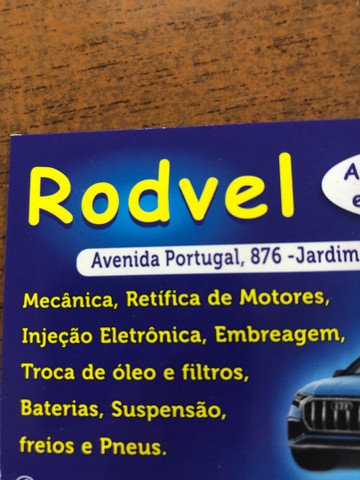 Rodvel
A
e
Avenida Portugal, 876 -Jardim
Mecânica, Retífica de Motores,
Injeção Eletrônica, Embreagem,
Troca de óleo e filtros,
Baterias, Suspensão,
freios e Pneus.